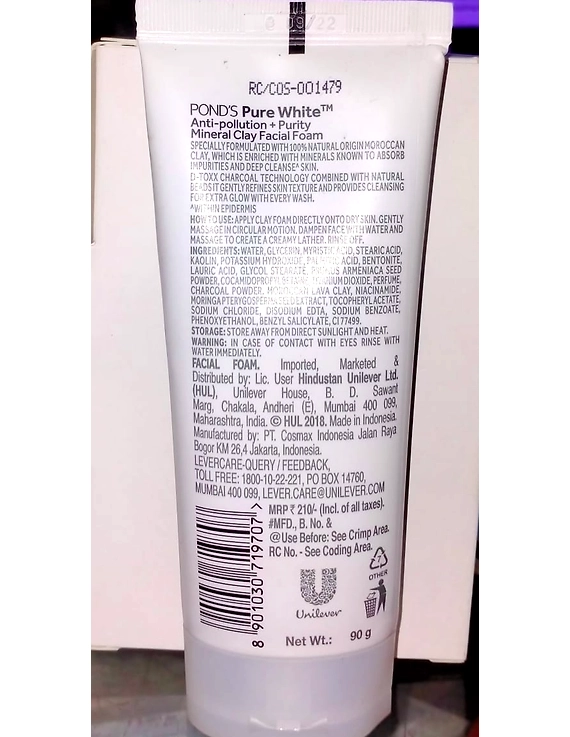 09/22
RC/COS-001479
POND'S Pure White™
Anti-pollution + Purity
Mineral Clay Facial Foam
SPECIALLY FORMULATED WITH 100% NATURAL ORIGIN MOROCCAN
CLAY, WHICH IS ENRICHED WITH MINERALS KNOWN TO ABSORB
IMPURITIES AND DEEP CLEANSE^ SKIN.
D-TOXX CHARCOAL TECHNOLOGY COMBINED WITH NATURAL
BEADS IT GENTLY REFINES SKIN TEXTURE AND PROVIDES CLEANSING
FOR EXTRA GLOW WITH EVERY WASH.
^WITHIN EPIDERMIS
HOW TO USE: APPLY CLAY FOAM DIRECTLY ONTO DRY SKIN. GENTLY
MASSAGE IN CIRCULAR MOTION, DAMPEN FACE WITH WATER AND
MASSAGE TO CREATE A CREAMY LATHER. RINSE OFF.
INGREDIENTS: WATER, GLYCERIN, MYRISTIC ACID, STEARIC ACID,
KAOLIN, POTASSIUM HYDROXIDE, PALMITIC ACID, BENTONITE,
LAURIC ACID, GLYCOL STEARATE, PRUNUS ARMENIACA SEED
POWDER, COCAMIDOPROPYL BETAINE, TITANIUM DIOXIDE, PERFUME,
CHARCOAL POWDER, MOROCCAN LAVA CLAY, NIACINAMIDE,
MORINGA PTERYGOSPERMA SEED EXTRACT, TOCOPHERYL ACETATE,
SODIUM CHLORIDE, DISODIUM EDTA, SODIUM BENZOATE,
PHENOXYETHANOL, BENZYL SALICYLATE, CI 77499.
STORAGE: STORE AWAY FROM DIRECT SUNLIGHT AND HEAT.
WARNING: IN CASE OF CONTACT WITH EYES RINSE WITH
WATER IMMEDIATELY.
FACIAL FOAM. Imported, Marketed &
Distributed by: Lic. User Hindustan Unilever Ltd.
(HUL), Unilever House, B. D. Sawant
Marg, Chakala, Andheri (E), Mumbai 400 099,
Maharashtra, India. © HUL 2018. Made in Indonesia.
Manufactured by: PT. Cosmax Indonesia Jalan Raya
Bogor KM 26,4 Jakarta, Indonesia.
LEVERCARE-QUERY / FEEDBACK,
TOLL FREE: 1800-10-22-221, PO BOX 14760,
MUMBAI 400 099, LEVER.CARE@UNILEVER.COM
MRP ₹ 210/- (Incl. of all taxes).
#MFD., B. No. &
@Use Before: See Crimp Area.
RC No. - See Coding Area.
8 901030 719707 >
OTHER
Unilever
Net Wt.: 90 g